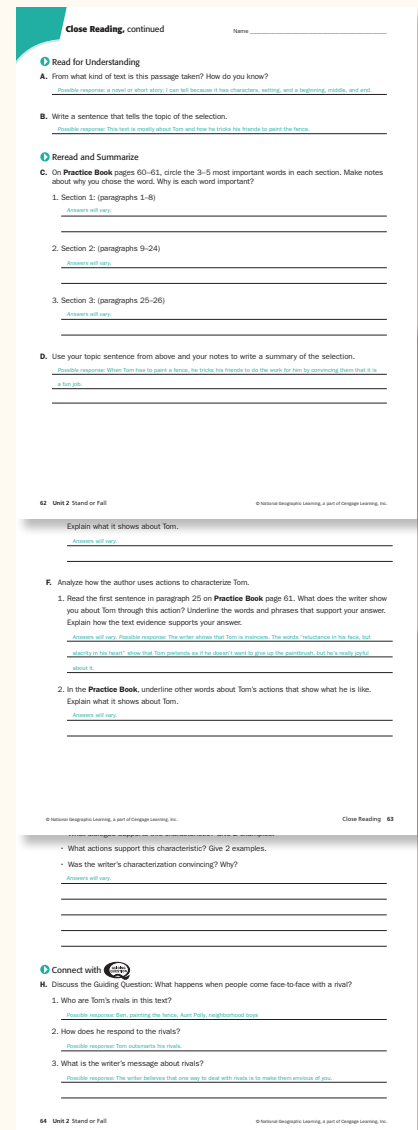 Close Reading, continued
Name
Read for Understanding
A. From what kind of text is this passage taken? How do you know?
Possible response: a novel or short story; I can tell because it has characters, setting, and a beginning, middle, and end.
B. Write a sentence that tells the topic of the selection.
Possible response: This text is mostly about Tom and how he tricks his friends to paint the fence.
Reread and Summarize
C. On Practice Book pages 60–61, circle the 3–5 most important words in each section. Make notes
about why you chose the word. Why is each word important?
1. Section 1: (paragraphs 1–8)
Answers will vary.
2. Section 2: (paragraphs 9–24)
Answers will vary.
3. Section 3: (paragraphs 25–26)
Answers will vary.
D. Use your topic sentence from above and your notes to write a summary of the selection.
Possible response: When Tom has to paint a fence, he tricks his friends to do the work for him by convincing them that it is
a fun job.
62 Unit 2 Stand or Fall
© National Geographic Learning, a part of Cengage Learning, Inc.
Explain what it shows about Tom.
Answers will vary.
F. Analyze how the author uses actions to characterize Tom.
1. Read the first sentence in paragraph 25 on Practice Book page 61. What does the writer show
you about Tom through this action? Underline the words and phrases that support your answer.
Explain how the text evidence supports your answer.
Answers will vary. Possible response: The writer shows that Tom is insincere. The words "reluctance in his face, but
alacrity in his heart" show that Tom pretends as if he doesn't want to give up the paintbrush, but he's really joyful
about it.
2. In the Practice Book, underline other words about Tom's actions that show what he is like.
Explain what it shows about Tom.
Answers will vary.
© National Geographic Learning, a part of Cengage Learning, Inc.
Close Reading 63
• What actions support this characteristic? Give 2 examples.
• Was the writer's characterization convincing? Why?
Answers will vary.
Connect with
H. Discuss the Guiding Question: What happens when people come face-to-face with a rival?
1. Who are Tom's rivals in this text?
Possible response: Ben, painting the fence, Aunt Polly, neighborhood boys
2. How does he respond to the rivals?
Possible response: Tom outsmarts his rivals.
3. What is the writer's message about rivals?
Possible response: The writer believes that one way to deal with rivals is to make them envious of you.
64 Unit 2 Stand or Fall
© National Geographic Learning, a part of Cengage Learning, Inc.